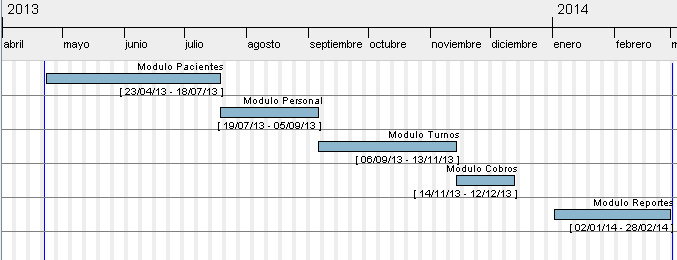 2013
2014
abril mayo junio julio agosto septiembre octubre noviembre diciembre enero febrero m
Modulo Pacientes
[ 23/04/13 - 18/07/13 ]
Modulo Personal
[ 19/07/13 - 05/09/13 ]
Modulo Turnos
[ 06/09/13 - 13/11/13 ]
Modulo Cobros
[ 14/11/13 - 12/12/13 ]
Modulo Reportes
[ 02/01/14 - 28/02/14 ]